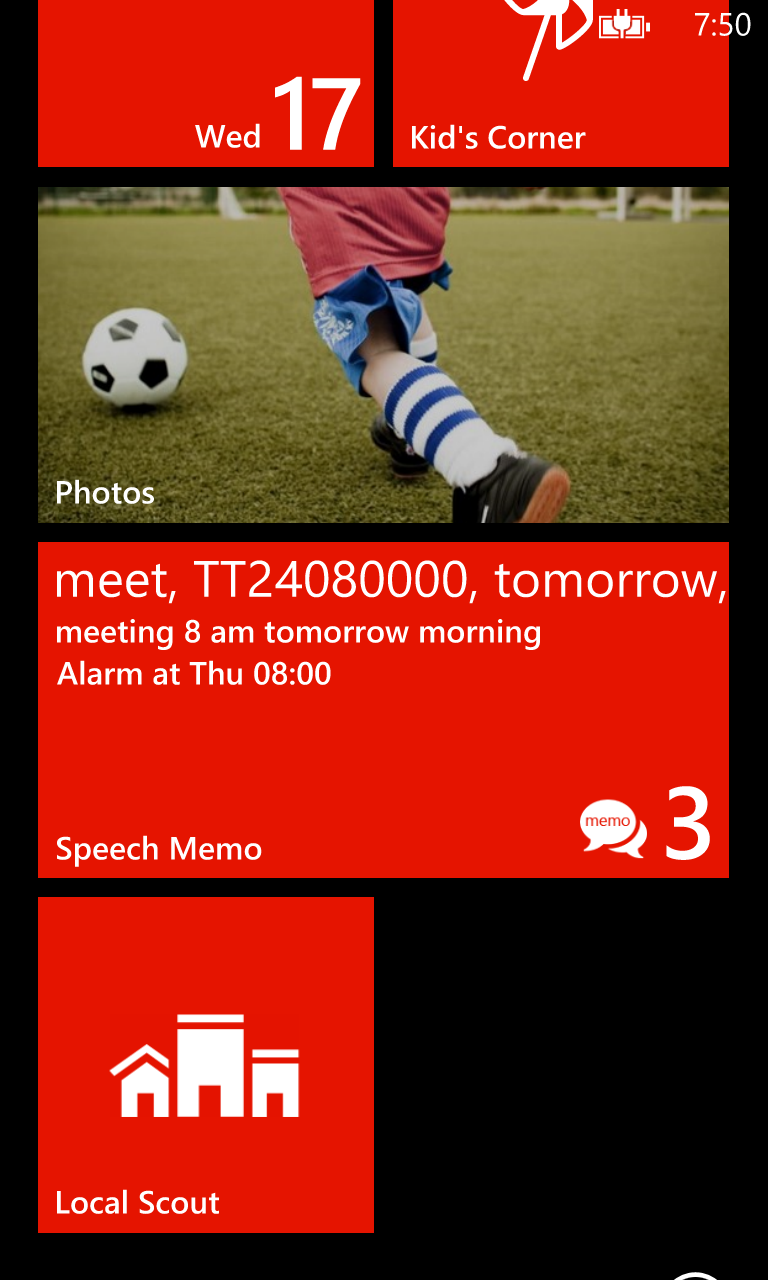 7:50
Wed 17
Kid's Corner
Photos
meet, TT24080000, tomorrow,
meeting 8 am tomorrow morning
Alarm at Thu 08:00
memo
3
Speech Memo
Local Scout